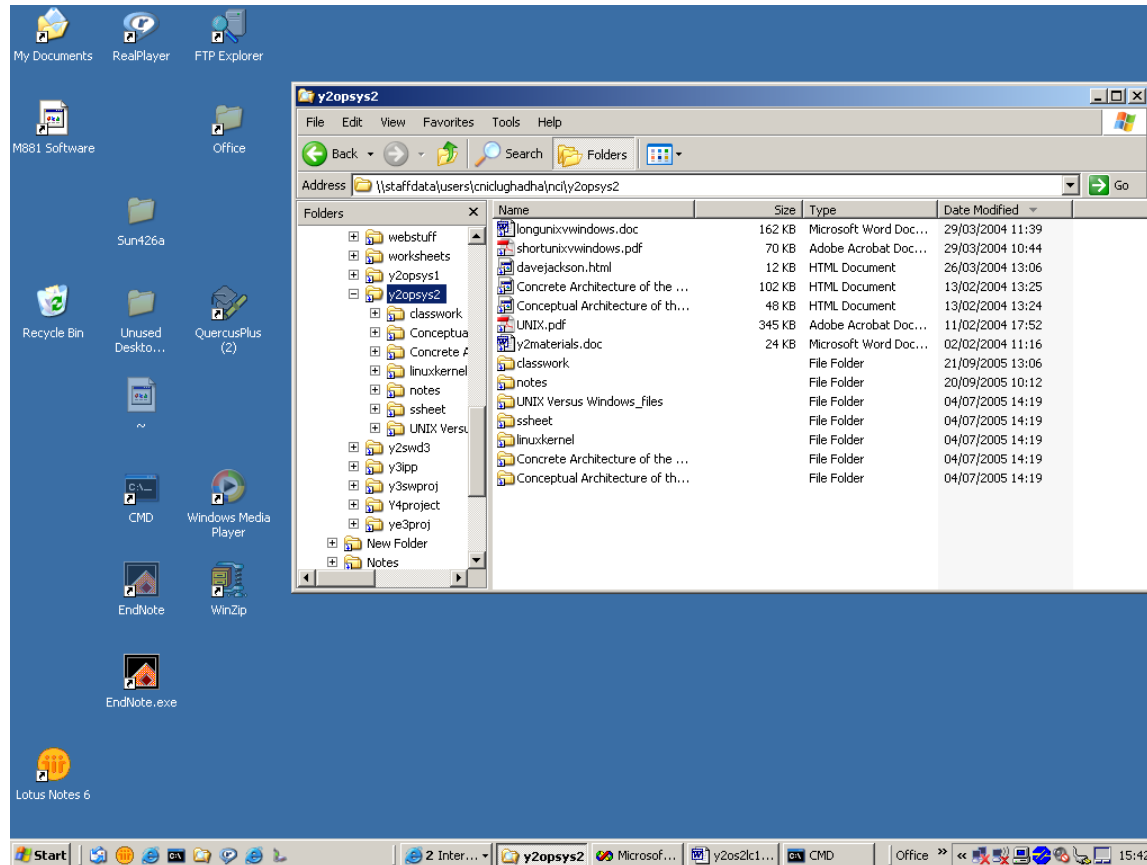 My Documents RealPlayer FTP Explorer
M881 Software Office
Sun426a
Recycle Bin Unused Deskto... QuercusPlus (2)
~
CMD Windows Media Player
EndNote WinZip
EndNote.exe
Lotus Notes 6
y2opsys2
File Edit View Favorites Tools Help
Back Search Folders
Address \\staffdata\users\cniclughadha\nci\y2opsys2 Go
Folders x
webstuff
worksheets
y2opsys1
y2opsys2
classwork
Conceptua
Concrete A
linuxkernel
notes
ssheet
UNIX Versu
y2swd3
y3ipp
y3swproj
Y4project
ye3proj
New Folder
Notes
Name Size Type Date Modified
longunixvwindows.doc 162 KB Microsoft Word Doc... 29/03/2004 11:39
shortunixvwindows.pdf 70 KB Adobe Acrobat Doc... 29/03/2004 10:44
davejackson.html 12 KB HTML Document 26/03/2004 13:06
Concrete Architecture of the ... 102 KB HTML Document 13/02/2004 13:25
Conceptual Architecture of th... 48 KB HTML Document 13/02/2004 13:24
UNIX.pdf 345 KB Adobe Acrobat Doc... 11/02/2004 17:52
y2materials.doc 24 KB Microsoft Word Doc... 02/02/2004 11:16
classwork File Folder 21/09/2005 13:06
notes File Folder 20/09/2005 10:12
UNIX Versus Windows_files File Folder 04/07/2005 14:19
ssheet File Folder 04/07/2005 14:19
linuxkernel File Folder 04/07/2005 14:19
Concrete Architecture of the ... File Folder 04/07/2005 14:19
Conceptual Architecture of th... File Folder 04/07/2005 14:19
Start 2 Inter... y2opsys2 Microsof... y2os2lc1... CMD Office » «